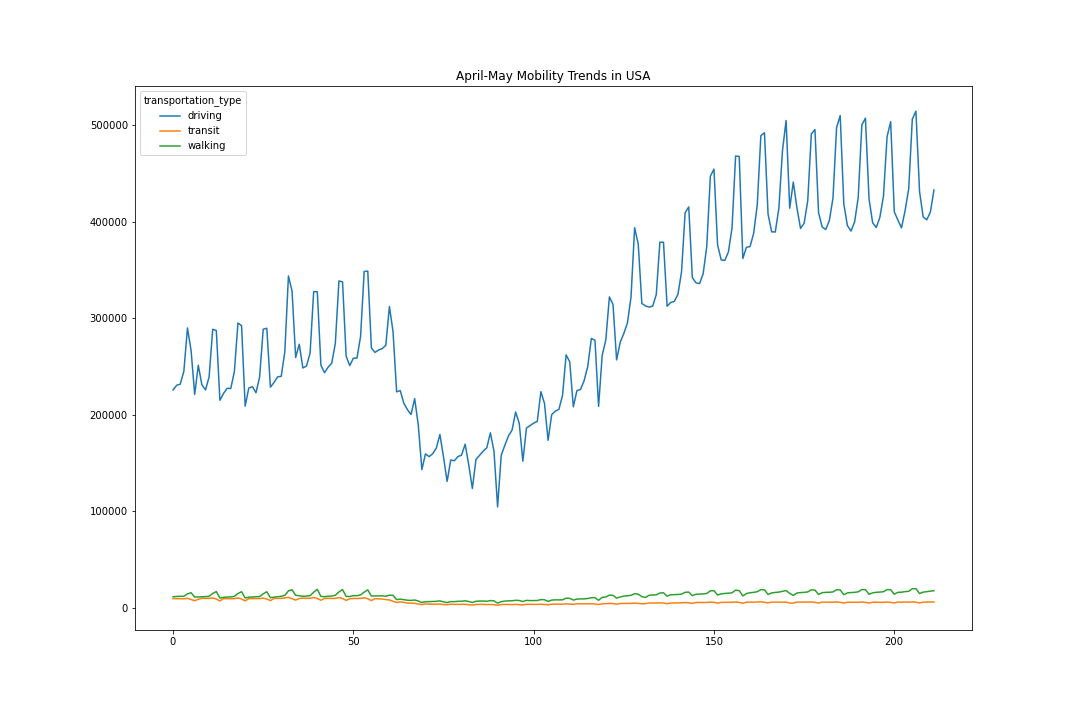 April-May Mobility Trends in USA
transportation_type
driving
transit
walking
500000
400000
300000
200000
100000
0
0 50 100 150 200